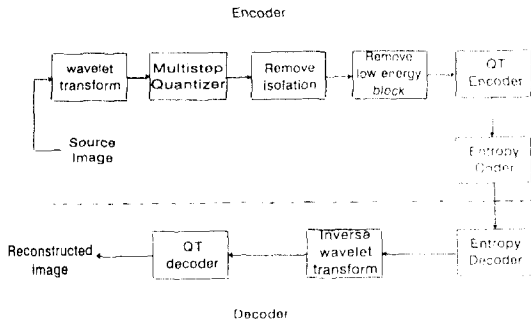 Encoder
wavelet
transform
Multistep
Quantizer
Remove
isolation
Remove
low energy
block
QT
Encoder
Source
Image
Entropy
Coder
Entropy
Decoder
Inverse
wavelet
transform
QT
decoder
Reconstructed
image
Decoder